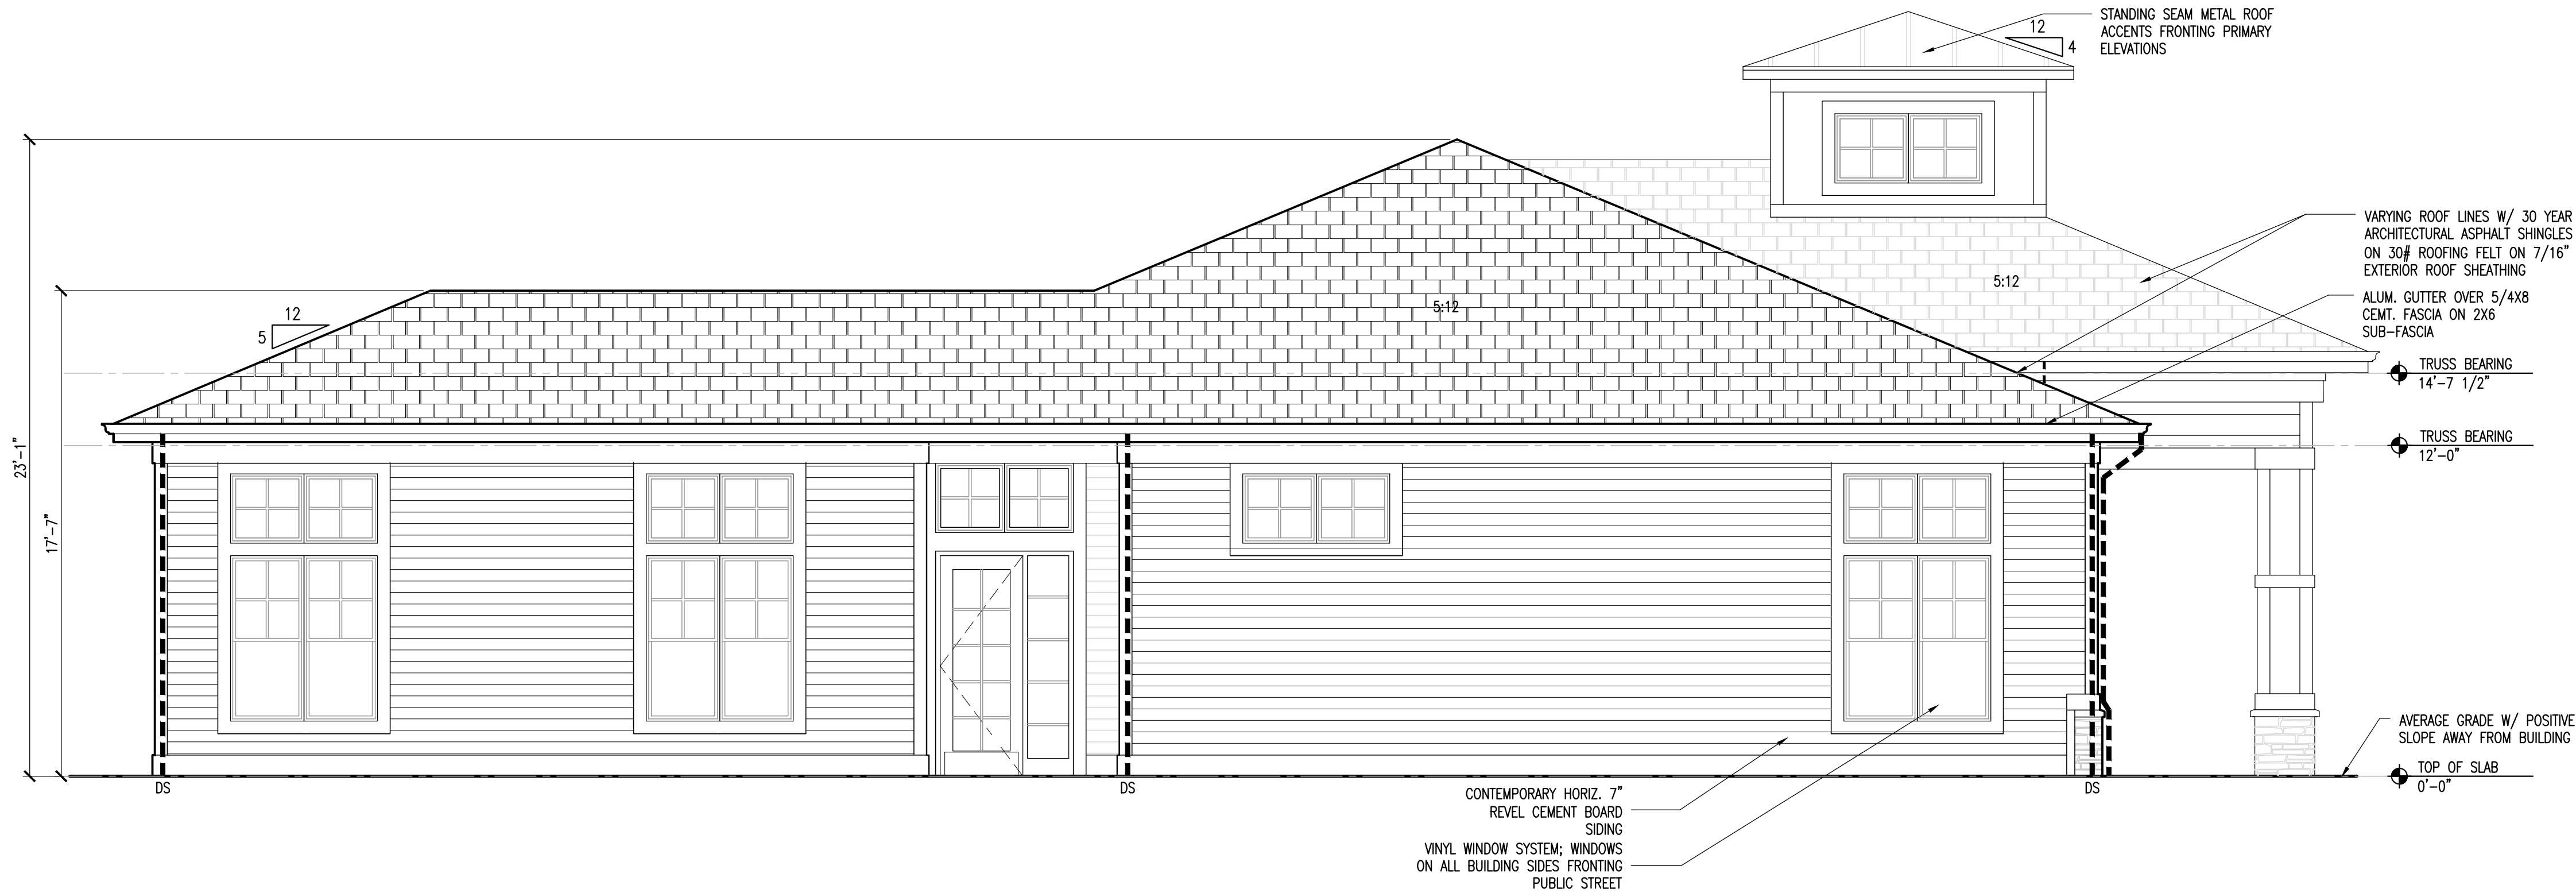 STANDING SEAM METAL ROOF
ACCENTS FRONTING PRIMARY
ELEVATIONS
12
4
VARYING ROOF LINES W/ 30 YEAR
ARCHITECTURAL ASPHALT SHINGLES
ON 30# ROOFING FELT ON 7/16"
EXTERIOR ROOF SHEATHING
5:12
5:12
ALUM. GUTTER OVER 5/4X8
CEMT. FASCIA ON 2X6
SUB-FASCIA
12
5
TRUSS BEARING
14'-7 1/2"
TRUSS BEARING
12'-0"
23'-1"
17'-7"
AVERAGE GRADE W/ POSITIVE
SLOPE AWAY FROM BUILDING
TOP OF SLAB
0'-0"
DS
DS
DS
CONTEMPORARY HORIZ. 7"
REVEL CEMENT BOARD
SIDING
VINYL WINDOW SYSTEM; WINDOWS
ON ALL BUILDING SIDES FRONTING
PUBLIC STREET